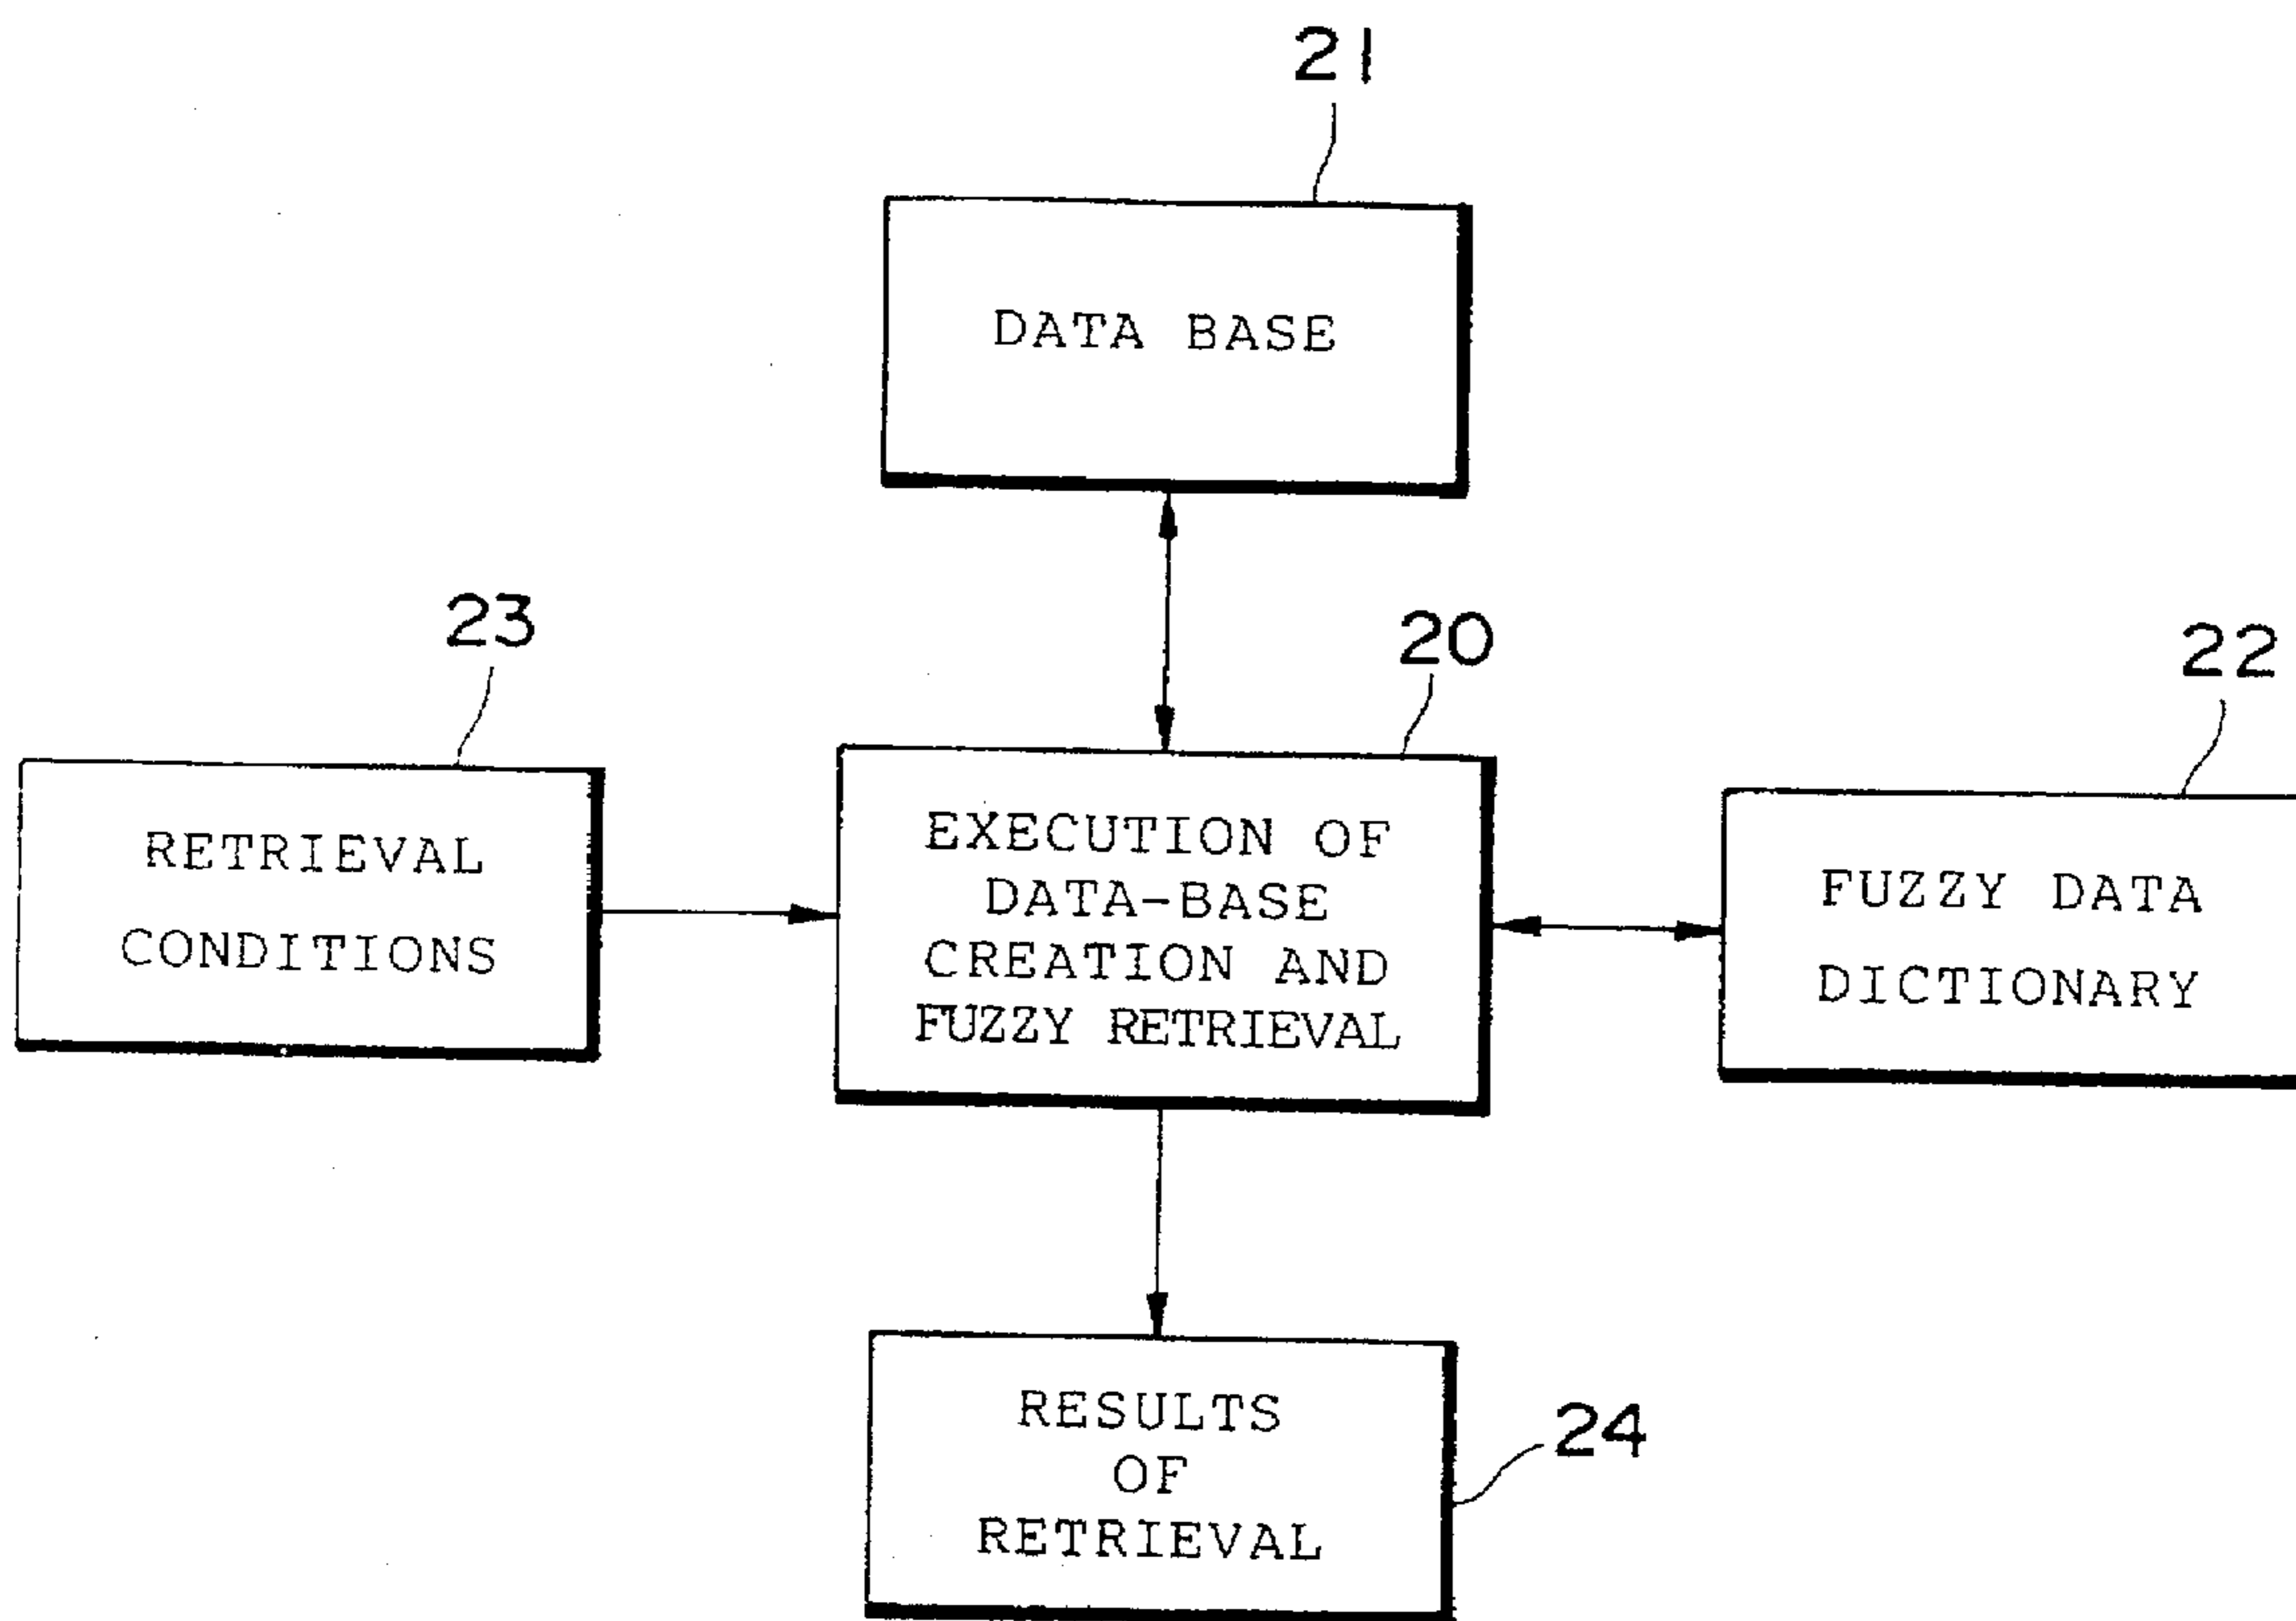 21
DATA BASE
23
20
22
RETRIEVAL
CONDITIONS
EXECUTION OF
DATA-BASE
CREATION AND
FUZZY RETRIEVAL
FUZZY DATA
DICTIONARY
RESULTS
OF
RETRIEVAL
24